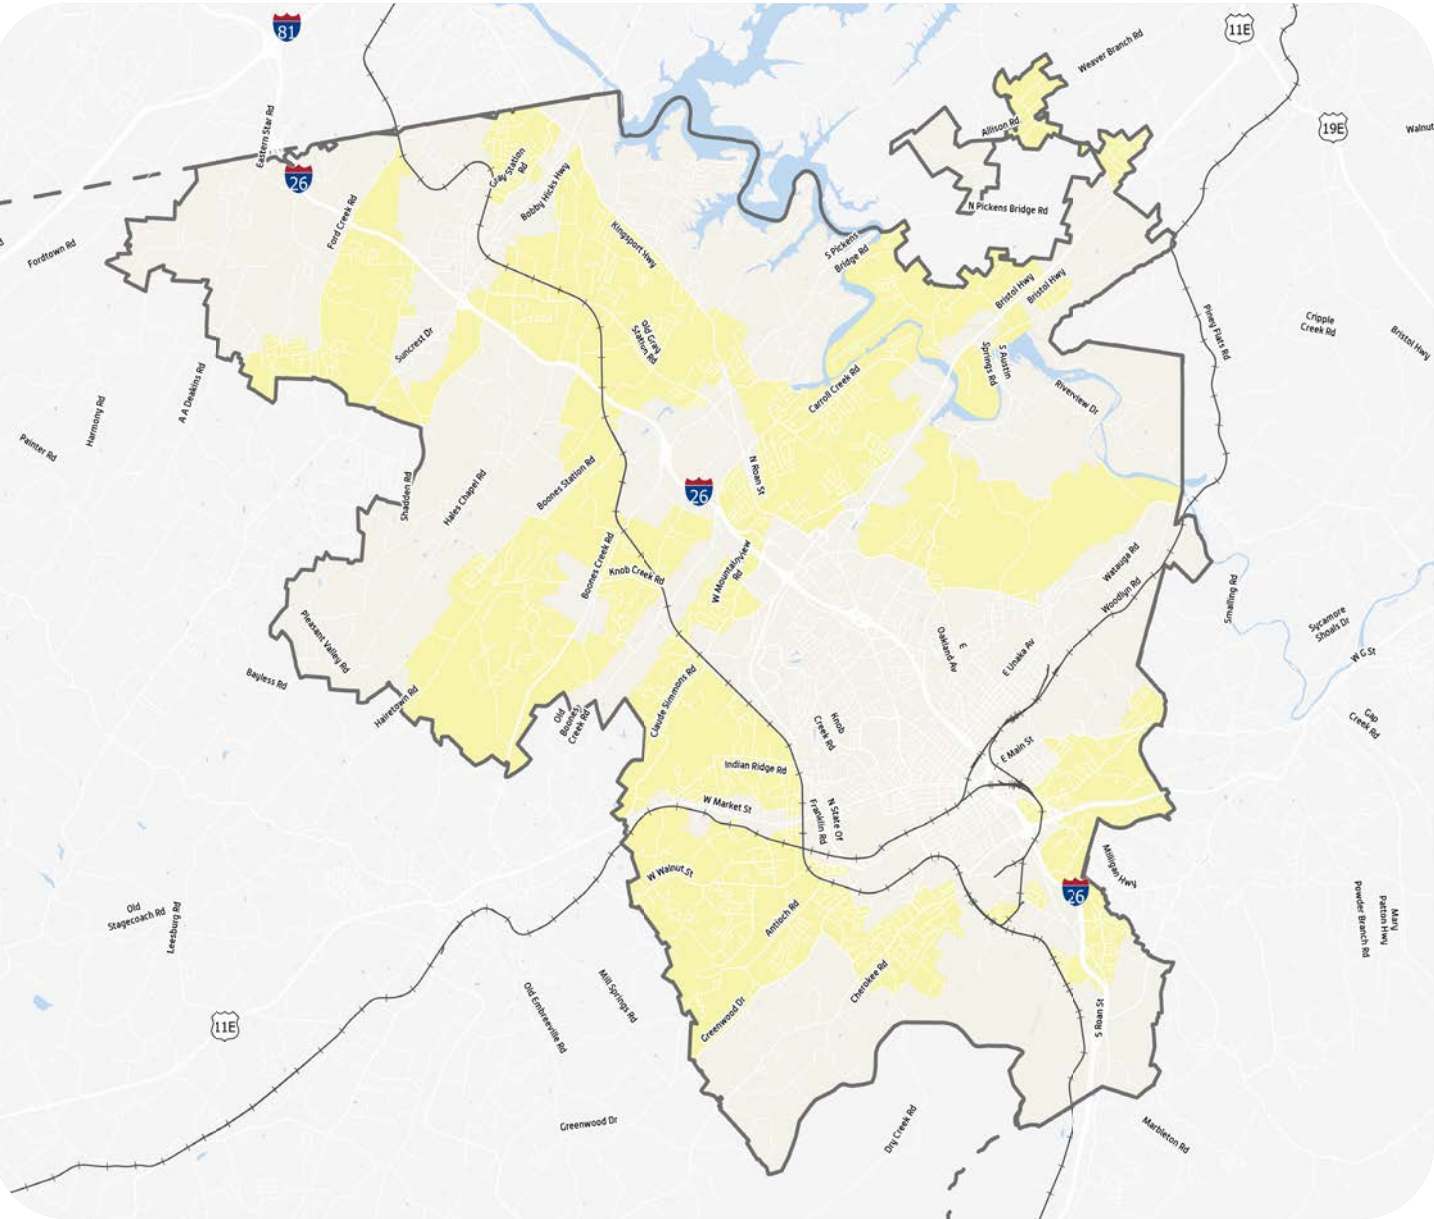 81
11E
Weaver Branch Rd
19E
Walnut
Eastern Star Rd
Allison Rd
Gray Station
Rd
26
Bobby Hicks Hwy
Ford Creek Rd
N Pickens Bridge Rd
Kingsport Hwy
S Pickens
Bridge Rd
Fordtown Rd
Bristol Hwy
Bristol Hwy
Piney Flats Rd
Cripple
Creek Rd
Bristol Hwy
Suncrest Dr
Old Gray
Station Rd
S Austin
Springs Rd
Riverview Dr
Carroll Creek Rd
A A Deakins Rd
Harmony Rd
Painter Rd
Shadden Rd
Hales Chapel Rd
Boones Station Rd
N Roan St
26
Boones Creek Rd
Knob Creek Rd
W Mountainview
Rd
Watauga Rd
Woodlyn Rd
Smalling Rd
Sycamore
Shoals Dr
W G St
Pleasant Valley Rd
E
Oakland Av
E Unaka Av
Bayless Rd
Hairetown Rd
Old
Boones
Creek Rd
Claude Simmons Rd
Knob
Creek Rd
Gap
Creek Rd
E Main St
Indian Ridge Rd
W Market St
N State Of
Franklin Rd
W Walnut St
Milligan Hwy
26
Old
Stagecoach Rd
Leesburg Rd
Antioch Rd
Mary
Patton Hwy
Powder Branch Rd
Cherokee Rd
Mill Springs Rd
Old Embreeville Rd
Greenwood Dr
S Roan St
11E
Greenwood Dr
Dry Creek Rd
Marbleton Rd